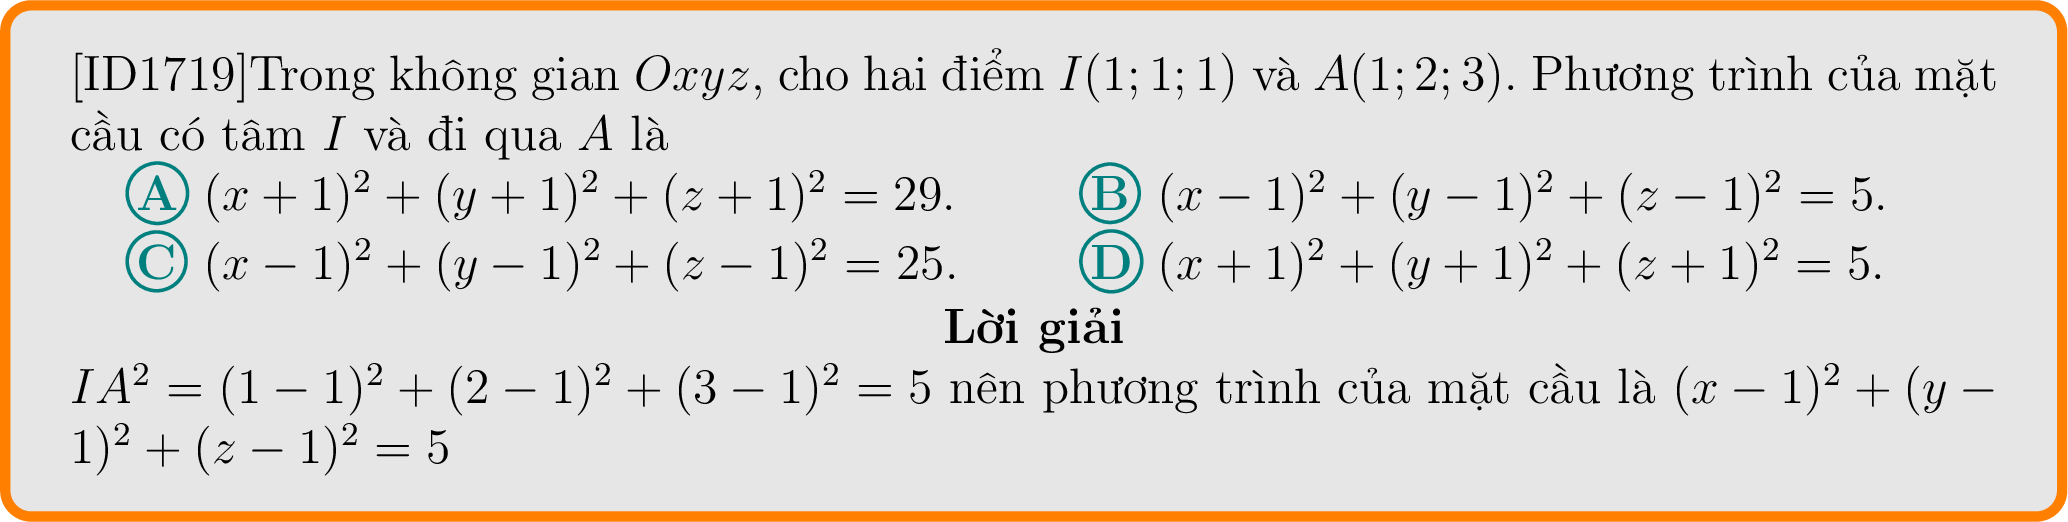 [ID1719]Trong không gian Oxyz, cho hai điểm I(1; 1; 1) và A(1; 2; 3). Phương trình của mặt
cầu có tâm I và đi qua A là
A (x + 1)² + (y + 1)² + (z + 1)² = 29. B (x − 1)² + (y − 1)² + (z − 1)² = 5.
C (x − 1)² + (y − 1)² + (z − 1)² = 25. D (x + 1)² + (y + 1)² + (z + 1)² = 5.
Lời giải
IA² = (1 − 1)² + (2 − 1)² + (3 − 1)² = 5 nên phương trình của mặt cầu là (x − 1)² + (y −
1)² + (z − 1)² = 5